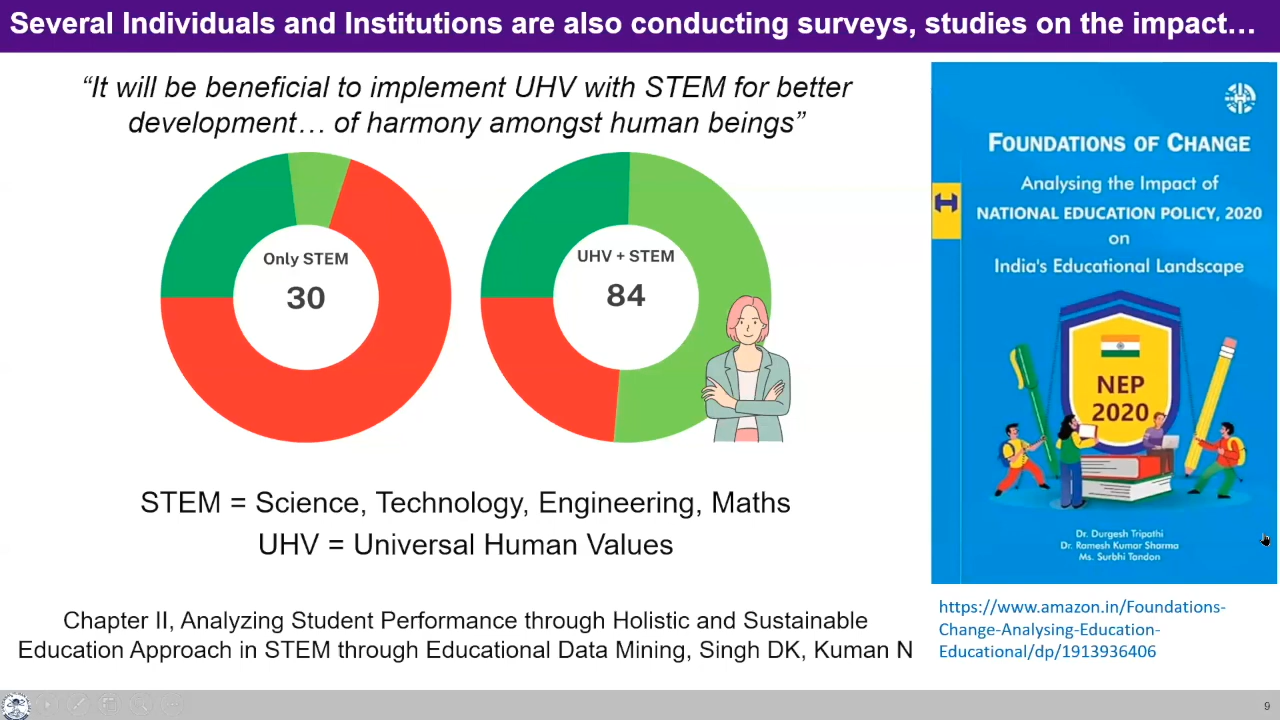 Several Individuals and Institutions are also conducting surveys, studies on the impact…
“It will be beneficial to implement UHV with STEM for better
development… of harmony amongst human beings”
Only STEM
30
UHV + STEM
84
STEM = Science, Technology, Engineering, Maths
UHV = Universal Human Values
Chapter II, Analyzing Student Performance through Holistic and Sustainable
Education Approach in STEM through Educational Data Mining, Singh DK, Kuman N
FOUNDATIONS OF CHANGE
Analysing the Impact of
NATIONAL EDUCATION POLICY, 2020
on
India's Educational Landscape
NEP
2020
Dr. Durgesh Tripathi
Dr. Ramesh Kumar Sharma
Ms. Surbhi Tandon
https://www.amazon.in/Foundations-
Change-Analysing-Education-
Educational/dp/1913936406
9